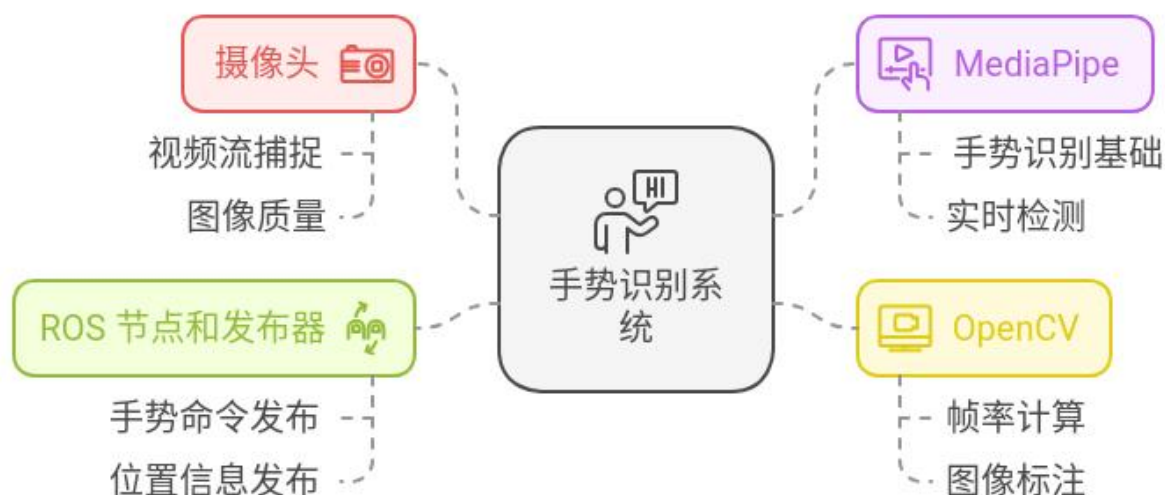 摄像头
视频流捕捉
图像质量
ROS 节点和发布器
手势命令发布
位置信息发布
HI
手势识别系
统
MediaPipe
手势识别基础
实时检测
OpenCV
帧率计算
图像标注